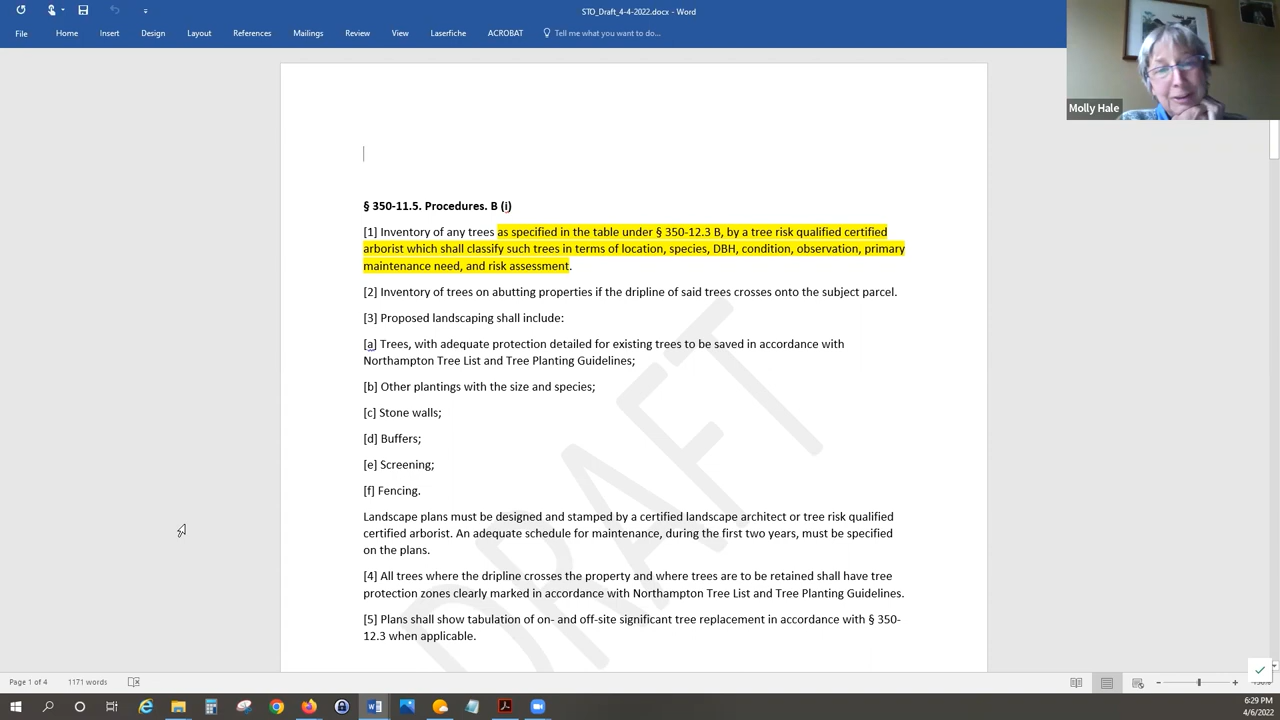 STO_Draft_4-4-2022.docx - Word
File Home Insert Design Layout References Mailings Review View Laserfiche ACROBAT Tell me what you want to do...
Molly Hale
§ 350-11.5. Procedures. B (i)
[1] Inventory of any trees as specified in the table under § 350-12.3 B, by a tree risk qualified certified
arborist which shall classify such trees in terms of location, species, DBH, condition, observation, primary
maintenance need, and risk assessment.
[2] Inventory of trees on abutting properties if the dripline of said trees crosses onto the subject parcel.
[3] Proposed landscaping shall include:
[a] Trees, with adequate protection detailed for existing trees to be saved in accordance with
Northampton Tree List and Tree Planting Guidelines;
[b] Other plantings with the size and species;
[c] Stone walls;
[d] Buffers;
[e] Screening;
[f] Fencing.
Landscape plans must be designed and stamped by a certified landscape architect or tree risk qualified
certified arborist. An adequate schedule for maintenance, during the first two years, must be specified
on the plans.
[4] All trees where the dripline crosses the property and where trees are to be retained shall have tree
protection zones clearly marked in accordance with Northampton Tree List and Tree Planting Guidelines.
[5] Plans shall show tabulation of on- and off-site significant tree replacement in accordance with § 350-
12.3 when applicable.
DRAFT
Page 1 of 4 1171 words
6:29 PM
4/6/2022